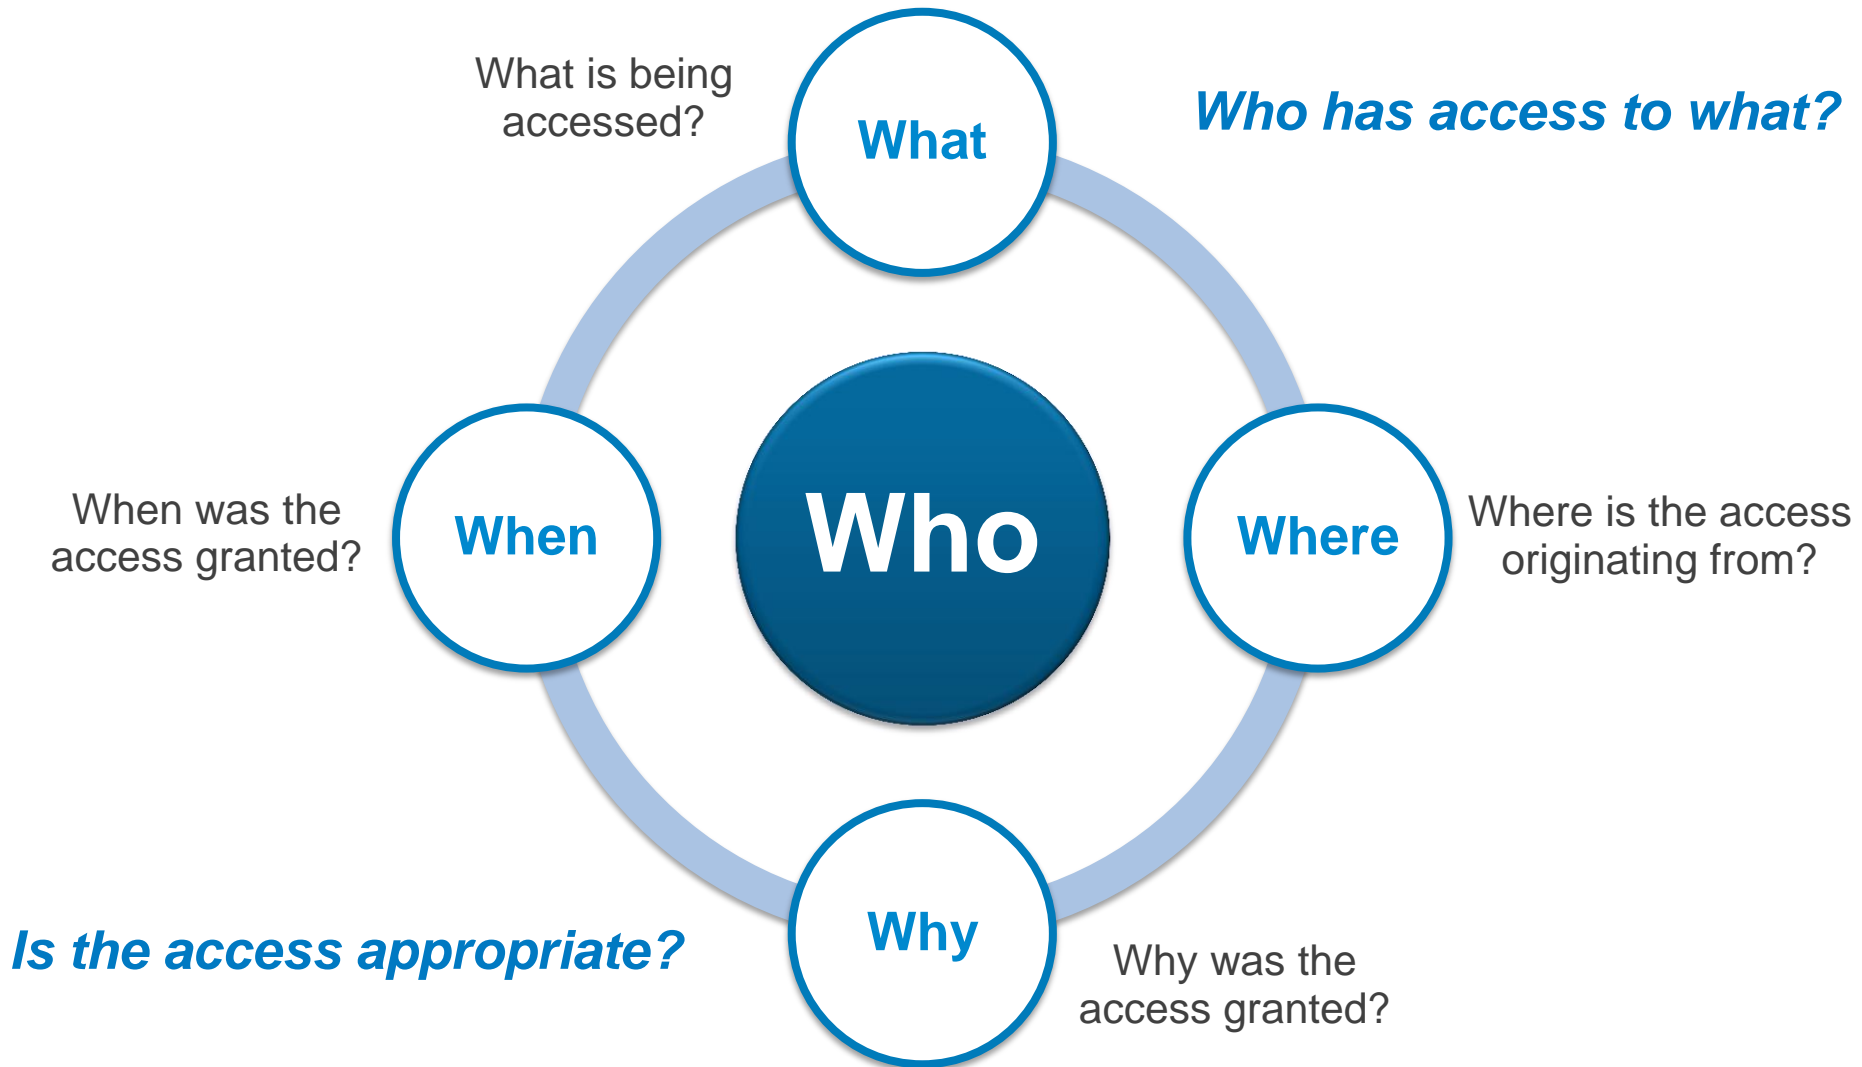 What is being
accessed?
What
Who has access to what?
When was the
access granted?
When
Who
Where
Where is the access
originating from?
Is the access appropriate?
Why
Why was the
access granted?